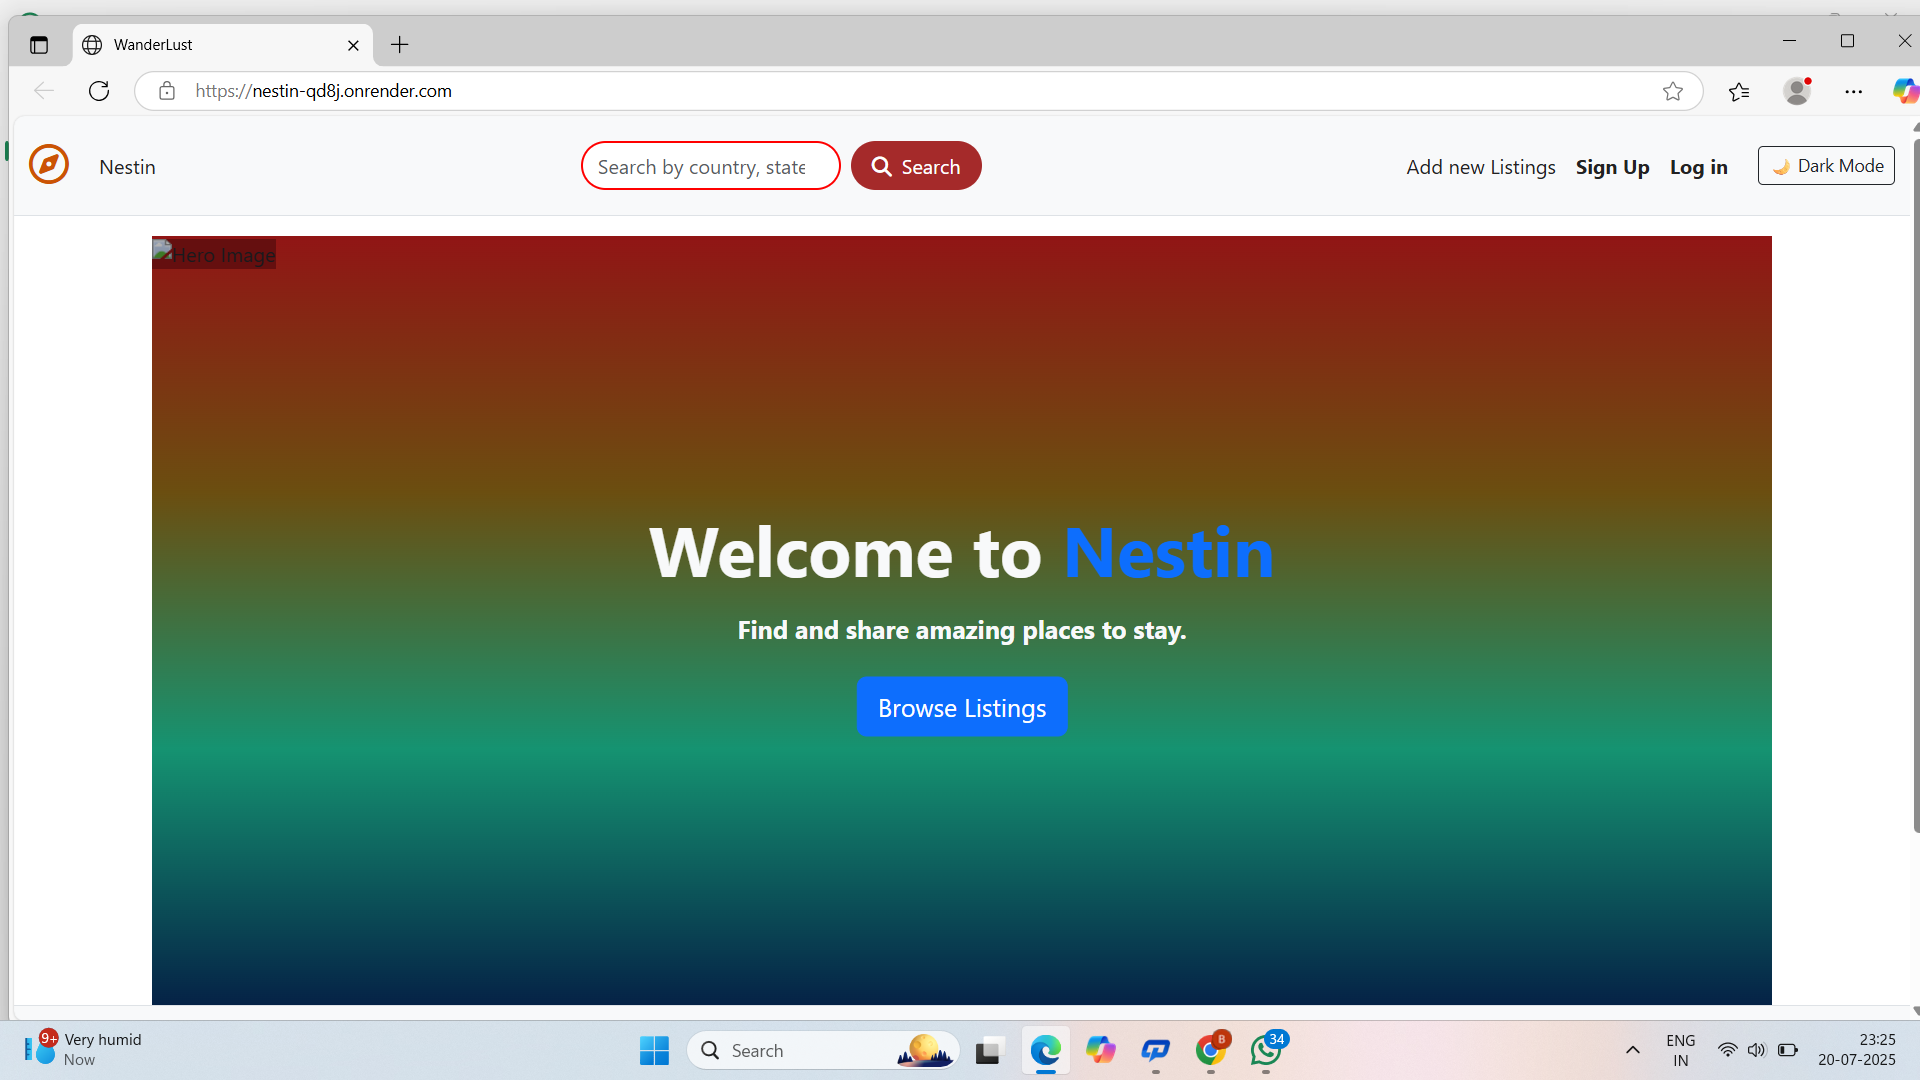 WanderLust
https://nestin-qd8j.onrender.com
Nestin
Search by country, state
Search
Add new Listings
Sign Up
Log in
Dark Mode
Hero Image
Welcome to Nestin
Find and share amazing places to stay.
Browse Listings
9+
Very humid
Now
Search
B
34
ENG
IN
23:25
20-07-2025